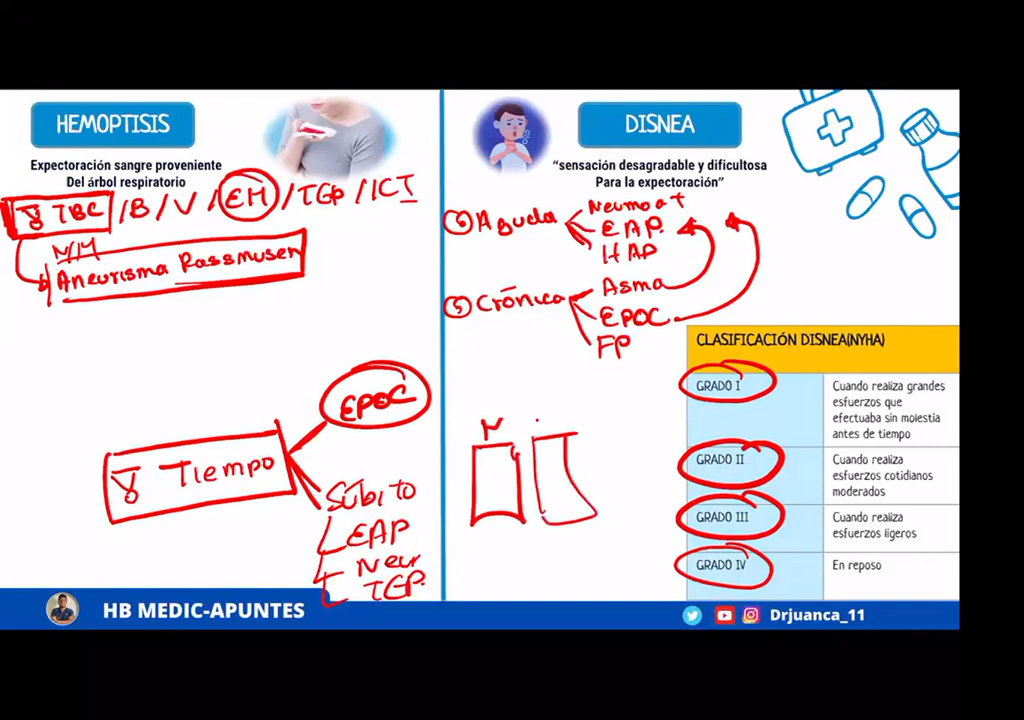 HEMOPTISIS
Expectoración sangre proveniente
Del árbol respiratorio
TBC /B /V /EM /TEP /ICI
N/M
Aneurisma Rassmusen
EPOC
Tiempo
Súbito
EAP
Neu
TEP.
DISNEA
“sensación desagradable y dificultosa
Para la expectoración”
Aguda
Neumo a +
EAP.
HAP
Crónica
Asma
EPOC
FP
N
CLASIFICACIÓN DISNEA(NYHA)
GRADO I
Cuando realiza grandes
esfuerzos que
efectuaba sin molestia
antes de tiempo
GRADO II
Cuando realiza
esfuerzos cotidianos
moderados
GRADO III
Cuando realiza
esfuerzos ligeros
GRADO IV
En reposo
HB MEDIC-APUNTES
Drjuanca_11